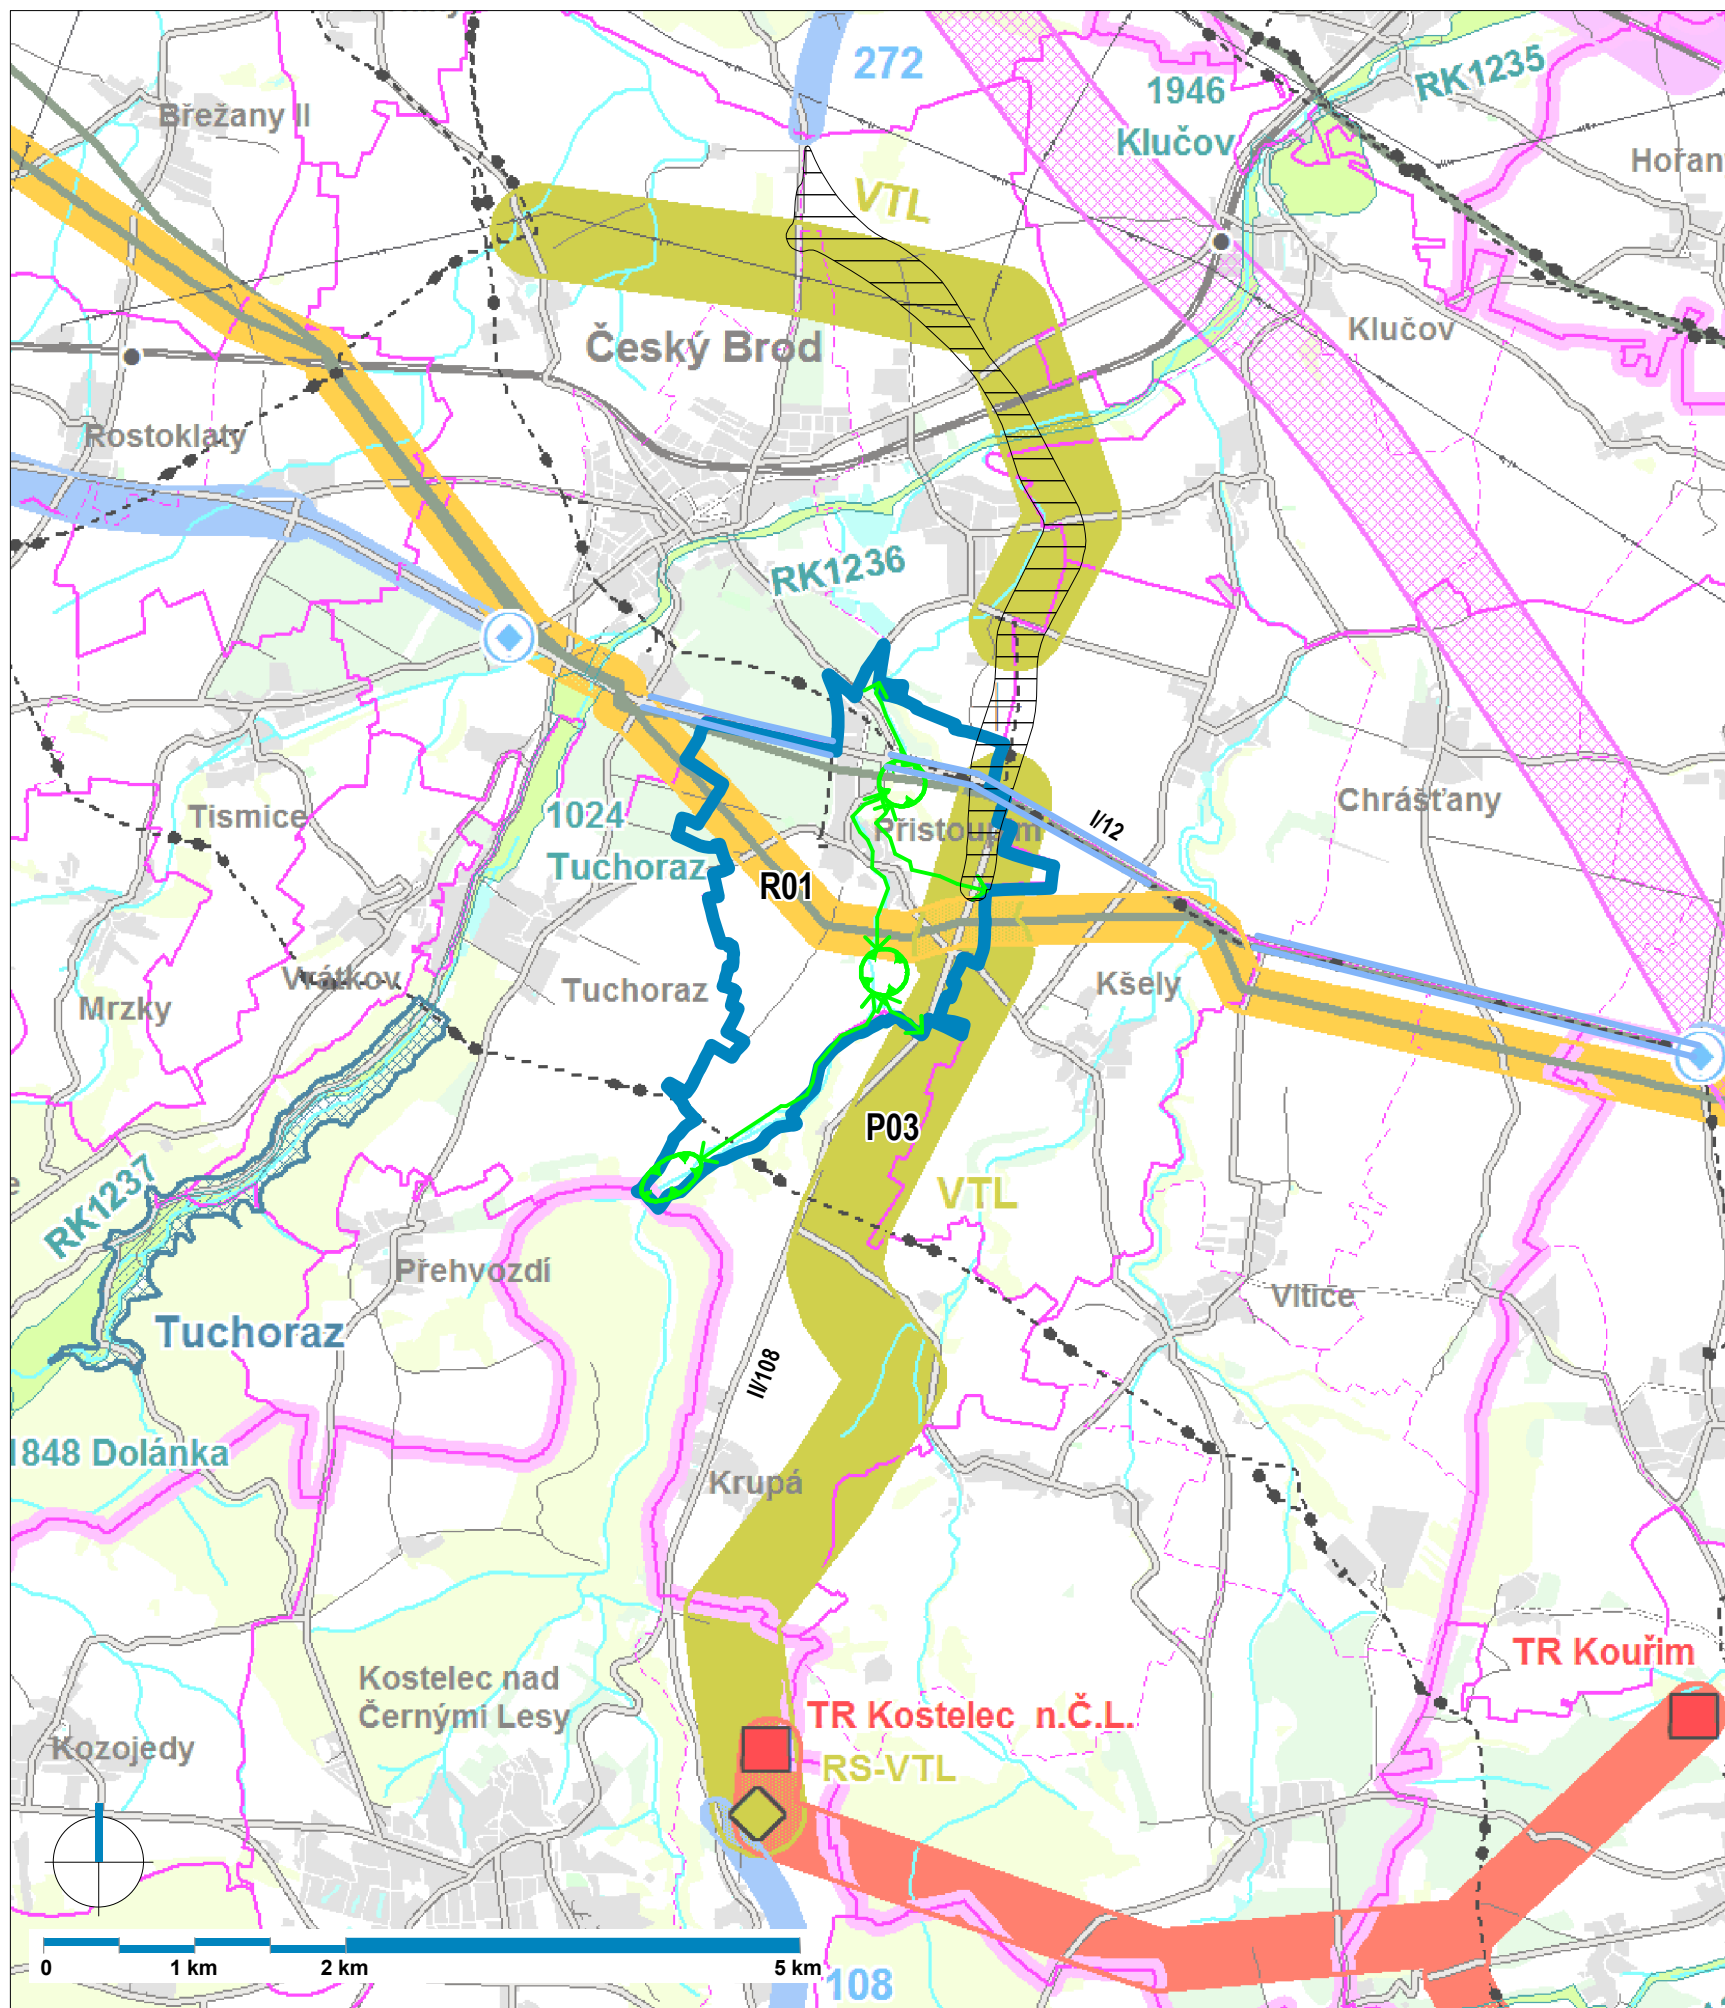 272
RK1235
1946
Klučov
Břežany II
VTL
Klučov
Český Brod
Rostoklaty
RK1236
Tismice
1024
Tuchoraz
Přistoupim
I/12
Chrášťany
R01
Vrátkov
Tuchoraz
Kšely
Mrzky
P03
RK1237
VTL
Přehvozdí
Vitice
Tuchoraz
II/108
1848 Dolánka
Krupá
TR Kouřim
Kostelec nad
Černými Lesy
TR Kostelec n.Č.L.
Kozojedy
RS-VTL
0 1 km 2 km 5 km
108